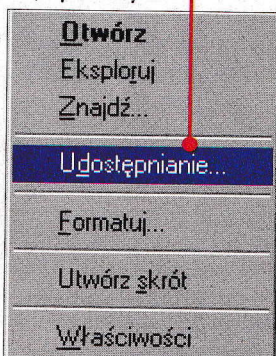 Otwórz
Eksploruj
Znajdź...
Udostępnianie...
Formatuj...
Utwórz skrót
Właściwości